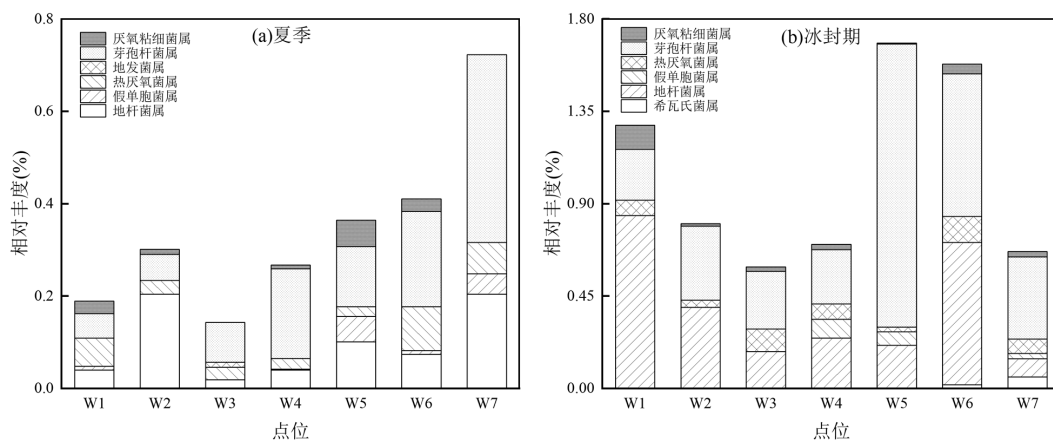 (a)夏季
厌氧粘细菌属
芽孢杆菌属
地发菌属
热厌氧菌属
假单胞菌属
地杆菌属
相对丰度(%)
0.8
0.6
0.4
0.2
0.0
W1 W2 W3 W4 W5 W6 W7
点位
(b)冰封期
厌氧粘细菌属
芽孢杆菌属
热厌氧菌属
假单胞菌属
地杆菌属
希瓦氏菌属
相对丰度(%)
1.80
1.35
0.90
0.45
0.00
W1 W2 W3 W4 W5 W6 W7
点位